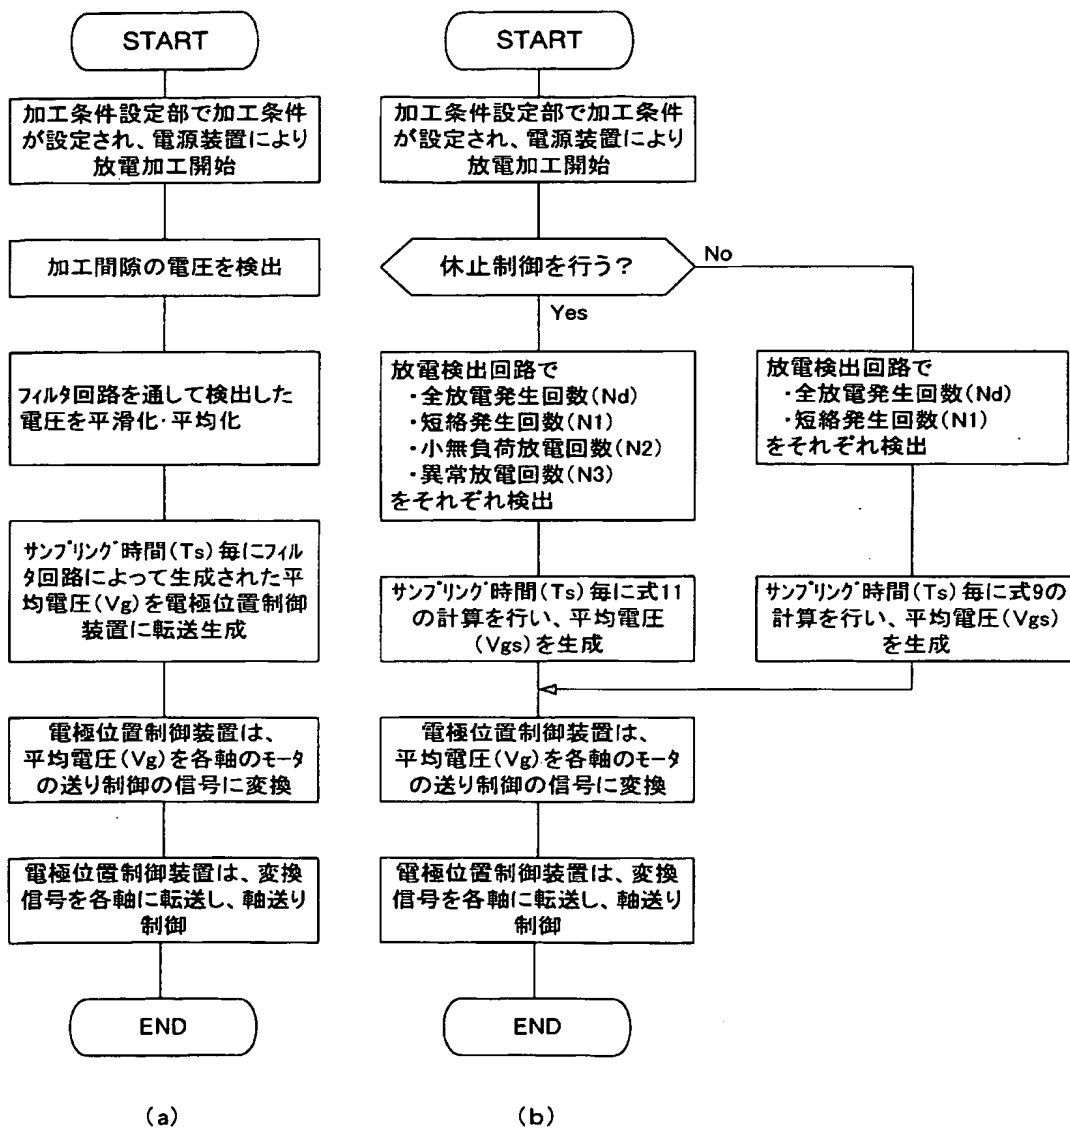 START
加工条件設定部で加工条件
が設定され、電源装置により
放電加工開始
加工間隙の電圧を検出
フィルタ回路を通して検出した
電圧を平滑化・平均化
サンプリング時間(Ts)毎にフィル
タ回路によって生成された平
均電圧(Vg)を電極位置制御
装置に転送生成
電極位置制御装置は、
平均電圧(Vg)を各軸のモータ
の送り制御の信号に変換
電極位置制御装置は、変換
信号を各軸に転送し、軸送り
制御
END
(a)
START
加工条件設定部で加工条件
が設定され、電源装置により
放電加工開始
休止制御を行う?
No
Yes
放電検出回路で
・全放電発生回数(Nd)
・短絡発生回数(N1)
・小無負荷放電回数(N2)
・異常放電回数(N3)
をそれぞれ検出
放電検出回路で
・全放電発生回数(Nd)
・短絡発生回数(N1)
をそれぞれ検出
サンプリング時間(Ts)毎に式11
の計算を行い、平均電圧
(Vgs)を生成
サンプリング時間(Ts)毎に式9の
計算を行い、平均電圧(Vgs)
を生成
電極位置制御装置は、
平均電圧(Vg)を各軸のモータ
の送り制御の信号に変換
電極位置制御装置は、変換
信号を各軸に転送し、軸送り
制御
END
(b)